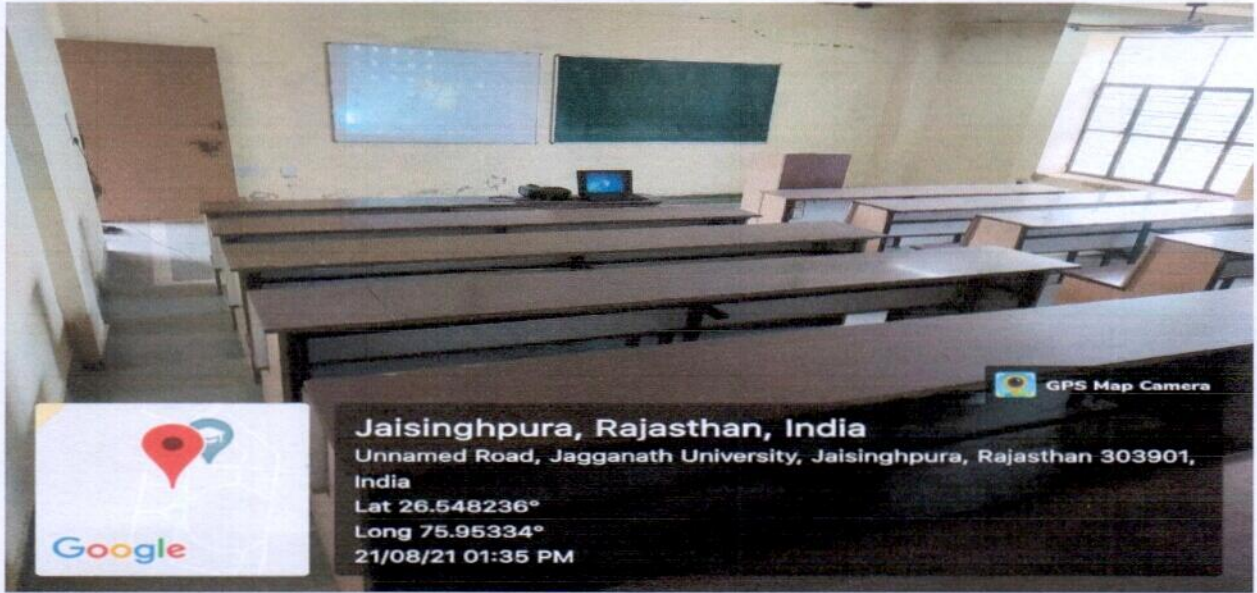 GPS Map Camera
Jaisinghpura, Rajasthan, India
Unnamed Road, Jagganath University, Jaisinghpura, Rajasthan 303901,
India
Lat 26.548236°
Long 75.95334°
21/08/21 01:35 PM
Google